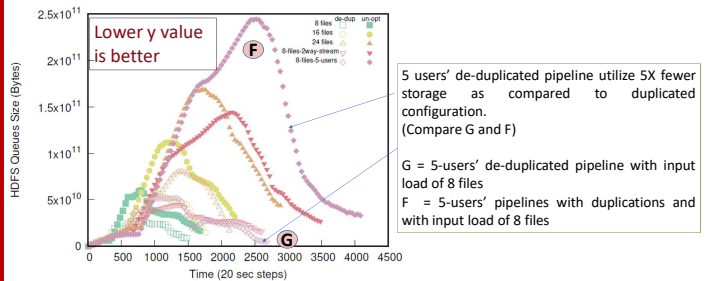 2.5x10^11
2x10^11
1.5x10^11
1x10^11
5x10^10
0
HDFS Queues Size (Bytes)
Lower y value
is better
de-dup un-opt
8 files
16 files
24 files
8-files-2way-stream
8-files-5-users
F
G
0 500 1000 1500 2000 2500 3000 3500 4000 4500
Time (20 sec steps)
5 users' de-duplicated pipeline utilize 5X fewer
storage as compared to duplicated
configuration.
(Compare G and F)
G = 5-users' de-duplicated pipeline with input
load of 8 files
F = 5-users' pipelines with duplications and
with input load of 8 files